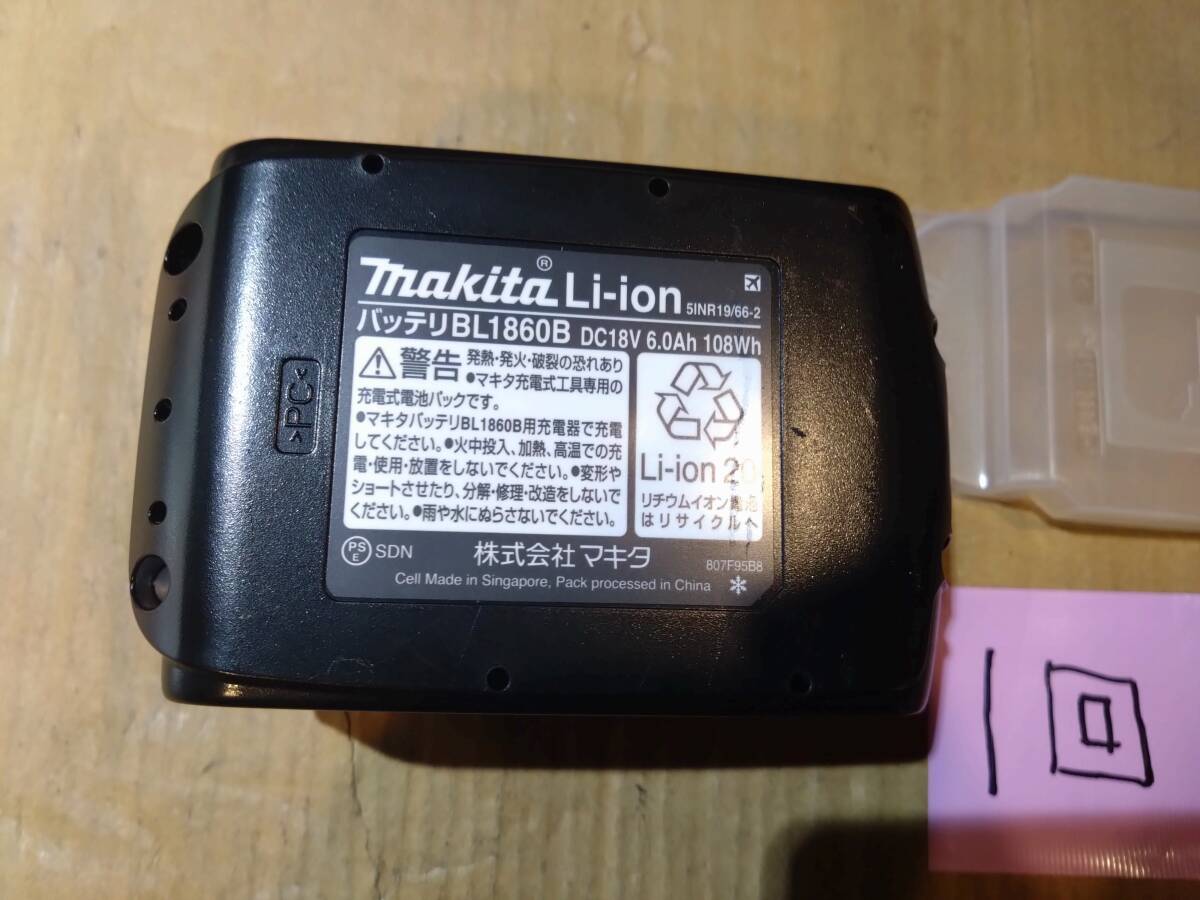 makita® Li-ion 5INR19/66-2
バッテリBL1860B DC18V 6.0Ah 108Wh
警告 発熱・発火・破裂の恐れあり
●マキタ充電式工具専用の
充電式電池パックです。
●マキタバッテリBL1860B用充電器で充電
してください。●火中投入、加熱、高温での充
電・使用・放置をしないでください。●変形や
ショートさせたり、分解・修理・改造をしないで
ください。●雨や水にぬらさないでください。
Li-ion 20
リチウムイオン電池
はリサイクルへ
PSE SDN 株式会社マキタ 807F95B8
Cell Made in Singapore, Pack processed in China
>PC<
1回